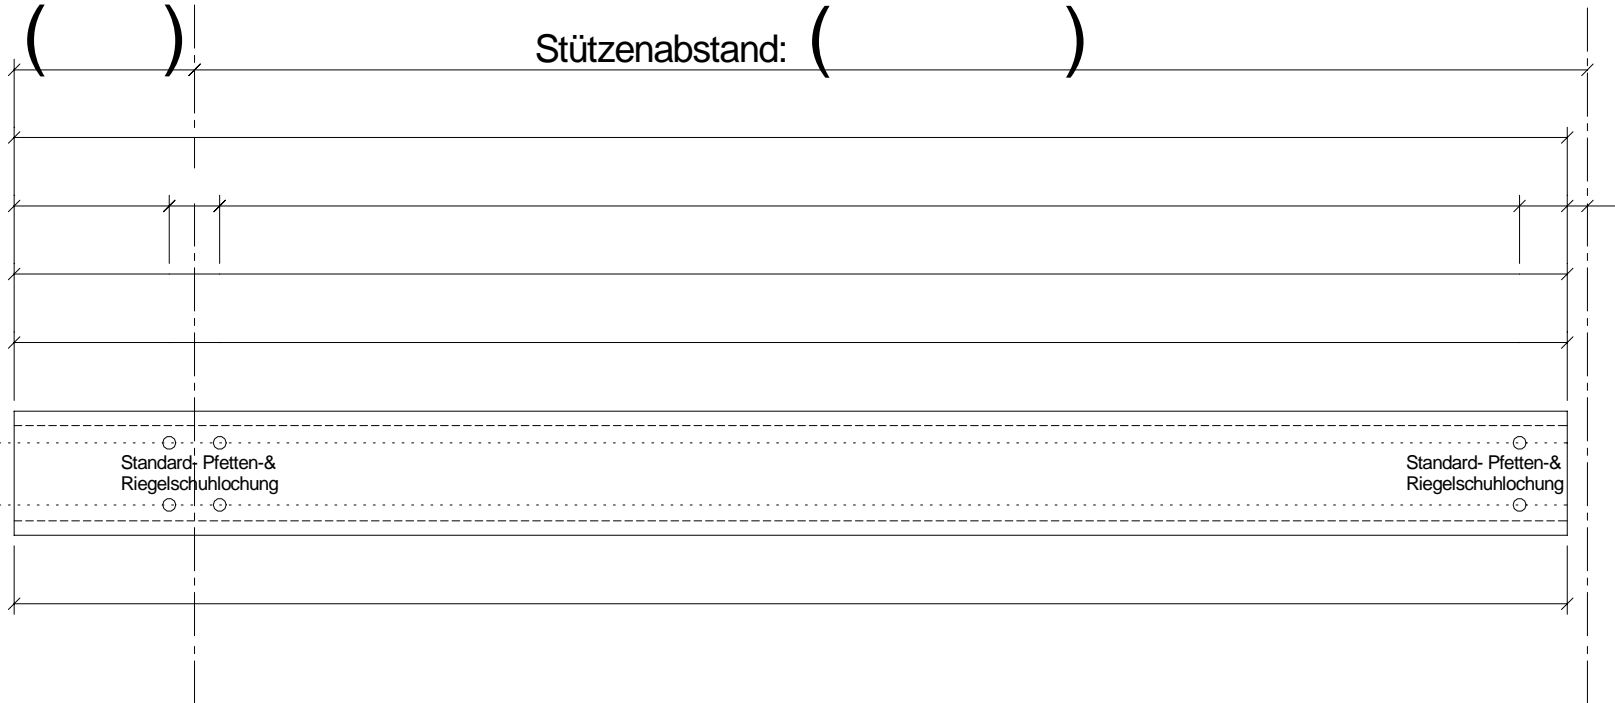 ( ) Stützenabstand: ( )
Standard- Pfetten-&
Riegelschuhlochung
Standard- Pfetten-&
Riegelschuhlochung